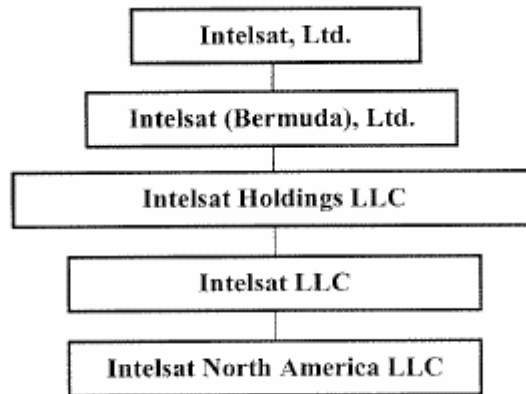 Intelsat, Ltd.
Intelsat (Bermuda), Ltd.
Intelsat Holdings LLC
Intelsat LLC
Intelsat North America LLC